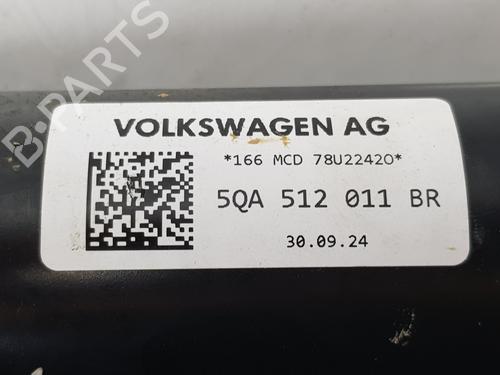 VOLKSWAGEN AG
*166 MCD 78U22420*
5QA 512 011 BR
30.09.24
B-PARTS